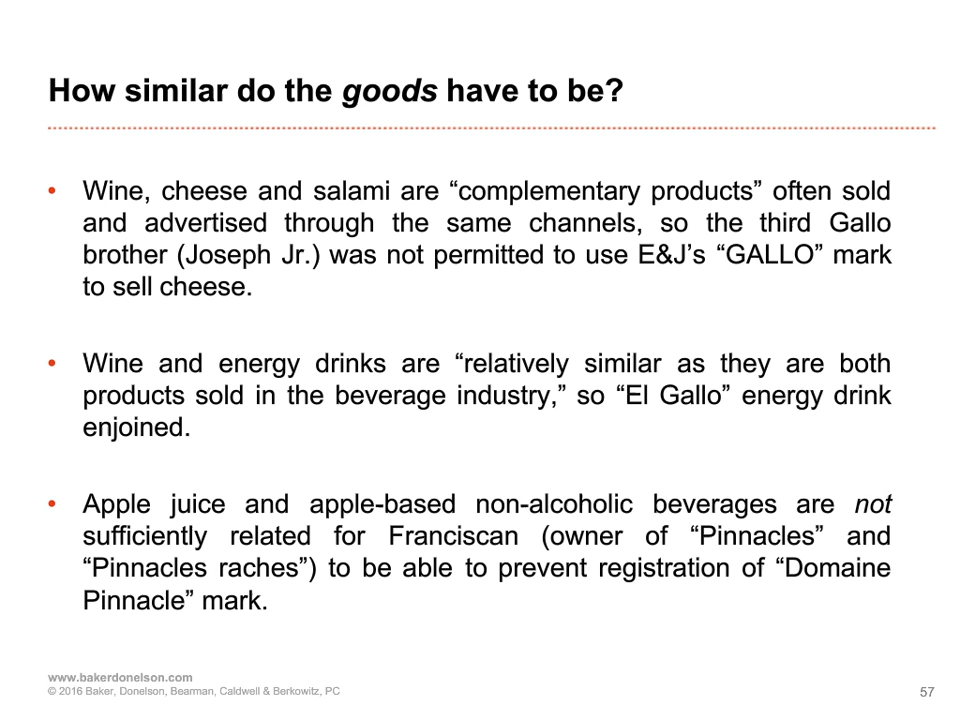 How similar do the goods have to be?
• Wine, cheese and salami are “complementary products” often sold
and advertised through the same channels, so the third Gallo
brother (Joseph Jr.) was not permitted to use E&J’s “GALLO” mark
to sell cheese.
• Wine and energy drinks are “relatively similar as they are both
products sold in the beverage industry,” so “El Gallo” energy drink
enjoined.
• Apple juice and apple-based non-alcoholic beverages are not
sufficiently related for Franciscan (owner of “Pinnacles” and
“Pinnacles raches”) to be able to prevent registration of “Domaine
Pinnacle” mark.
www.bakerdonelson.com
© 2016 Baker, Donelson, Bearman, Caldwell & Berkowitz, PC
57